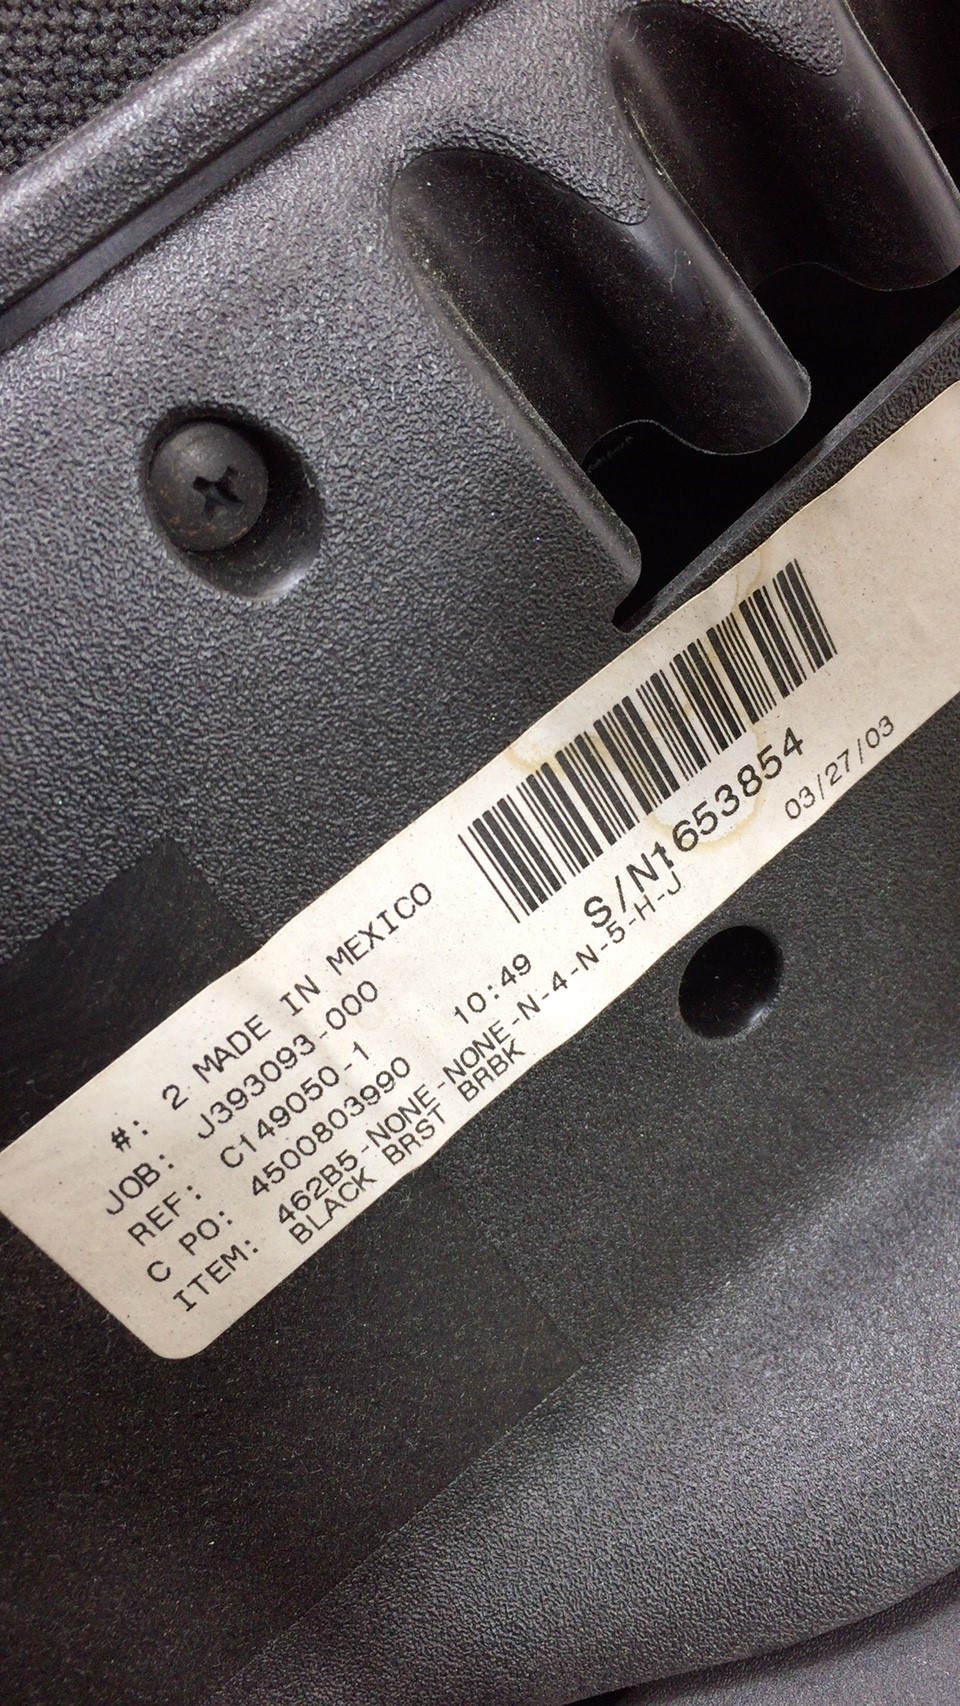 S/N1653854
03/27/03
#: 2 MADE IN MEXICO
JOB: J393093-000
REF: C149050-1 10:49
C PO: 4500803990
ITEM: 462B5-NONE-NONE-N-4-N-5-H-J
BLACK BRST BRBK